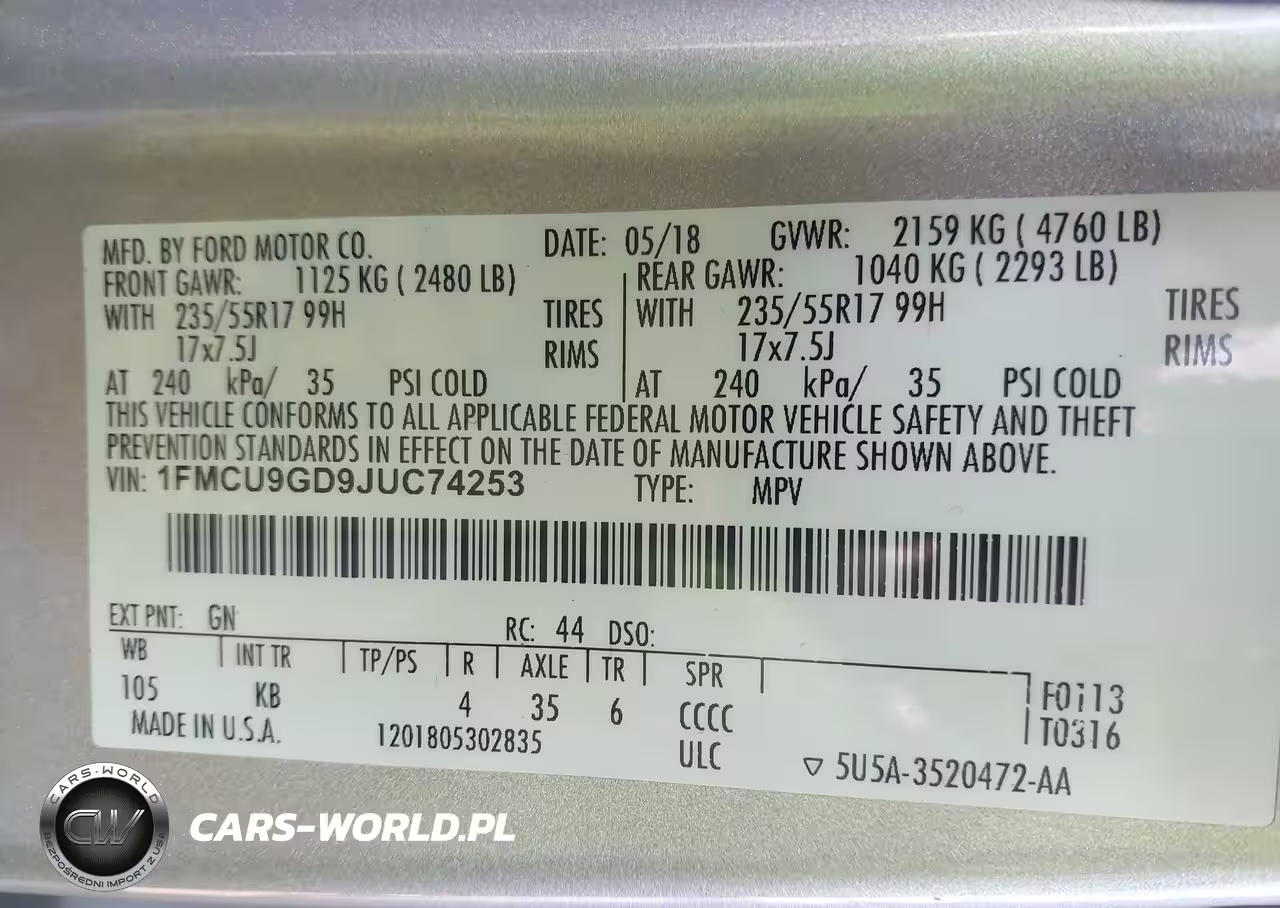 MFD. BY FORD MOTOR CO. DATE: 05/18 GVWR: 2159 KG ( 4760 LB)
FRONT GAWR: 1125 KG ( 2480 LB) REAR GAWR: 1040 KG ( 2293 LB)
WITH 235/55R17 99H TIRES WITH 235/55R17 99H TIRES
17x7.5J RIMS 17x7.5J RIMS
AT 240 kPa/ 35 PSI COLD AT 240 kPa/ 35 PSI COLD
THIS VEHICLE CONFORMS TO ALL APPLICABLE FEDERAL MOTOR VEHICLE SAFETY AND THEFT
PREVENTION STANDARDS IN EFFECT ON THE DATE OF MANUFACTURE SHOWN ABOVE.
VIN: 1FMCU9GD9JUC74253 TYPE: MPV
EXT PNT: GN RC: 44 DSO:
WB INT TR TP/PS R AXLE TR SPR
105 KB 4 35 6 CCCC F0113
MADE IN U.S.A. 1201805302835 ULC T0316
▽ 5U5A-3520472-AA
CARS-WORLD
CW
BEZPOŚREDNI IMPORT Z USA
CARS-WORLD.PL